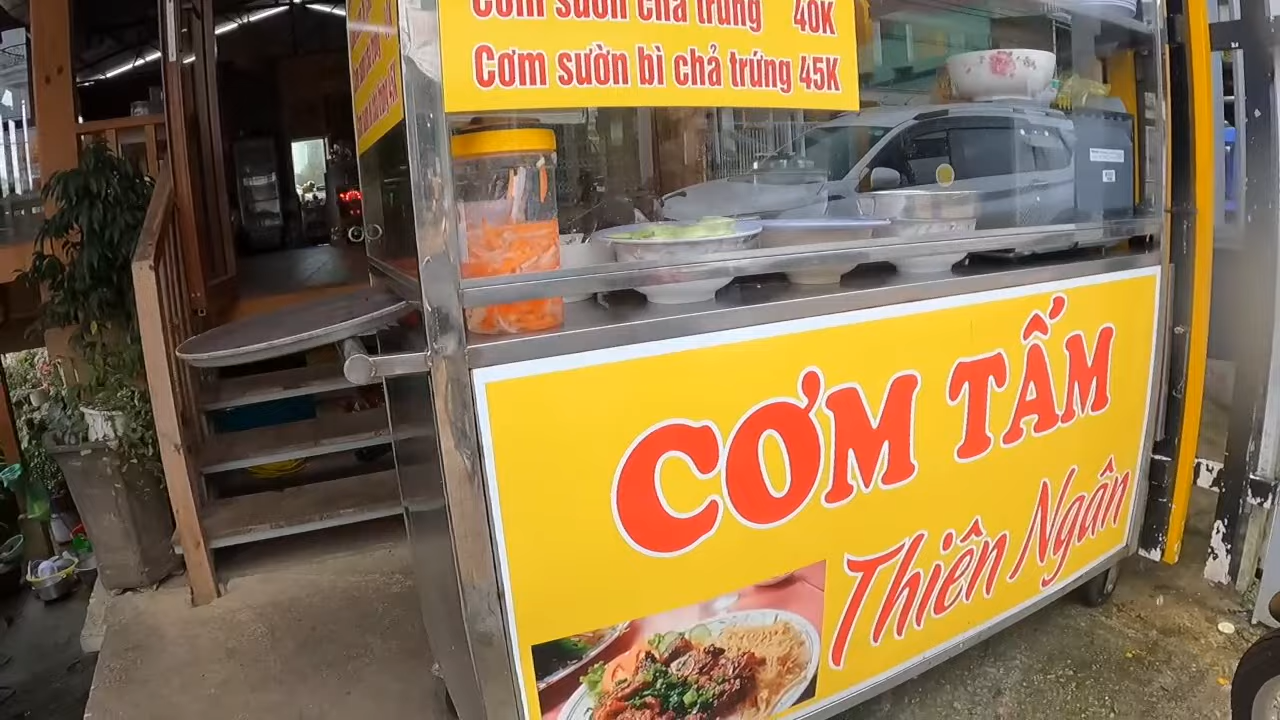 Cơm sườn chả trứng 40K
Cơm sườn bì chả trứng 45K
CƠM TẤM
Thiên Ngân